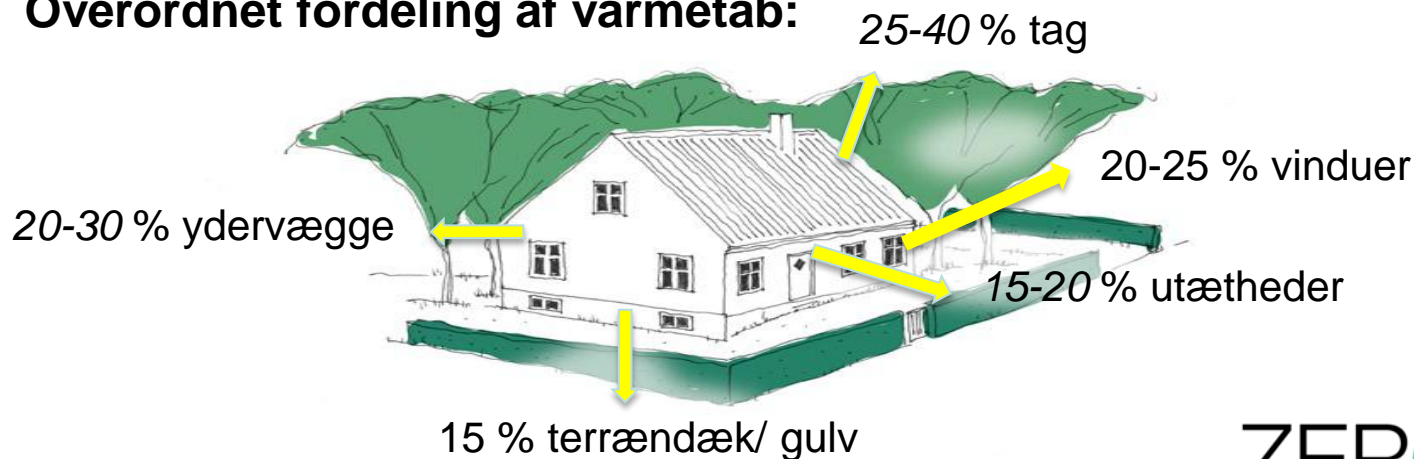 Overordnet fordeling af varmetab:
25-40 % tag
20-25 % vinduer
20-30 % ydervægge
15-20 % utætheder
15 % terrændæk/ gulv